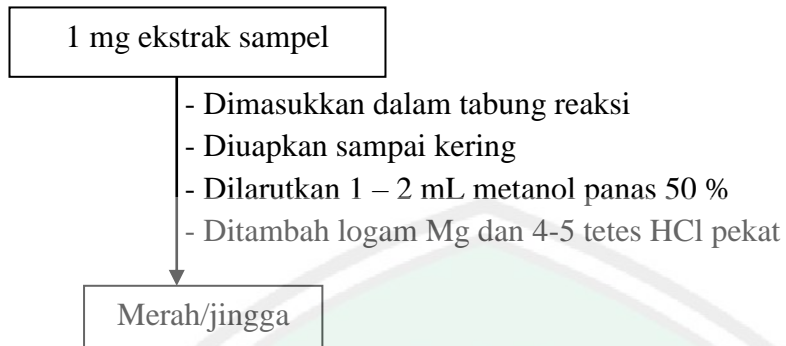 1 mg ekstrak sampel
- Dimasukkan dalam tabung reaksi
- Diuapkan sampai kering
- Dilarutkan 1 – 2 mL metanol panas 50 %
- Ditambah logam Mg dan 4-5 tetes HCl pekat
Merah/jingga